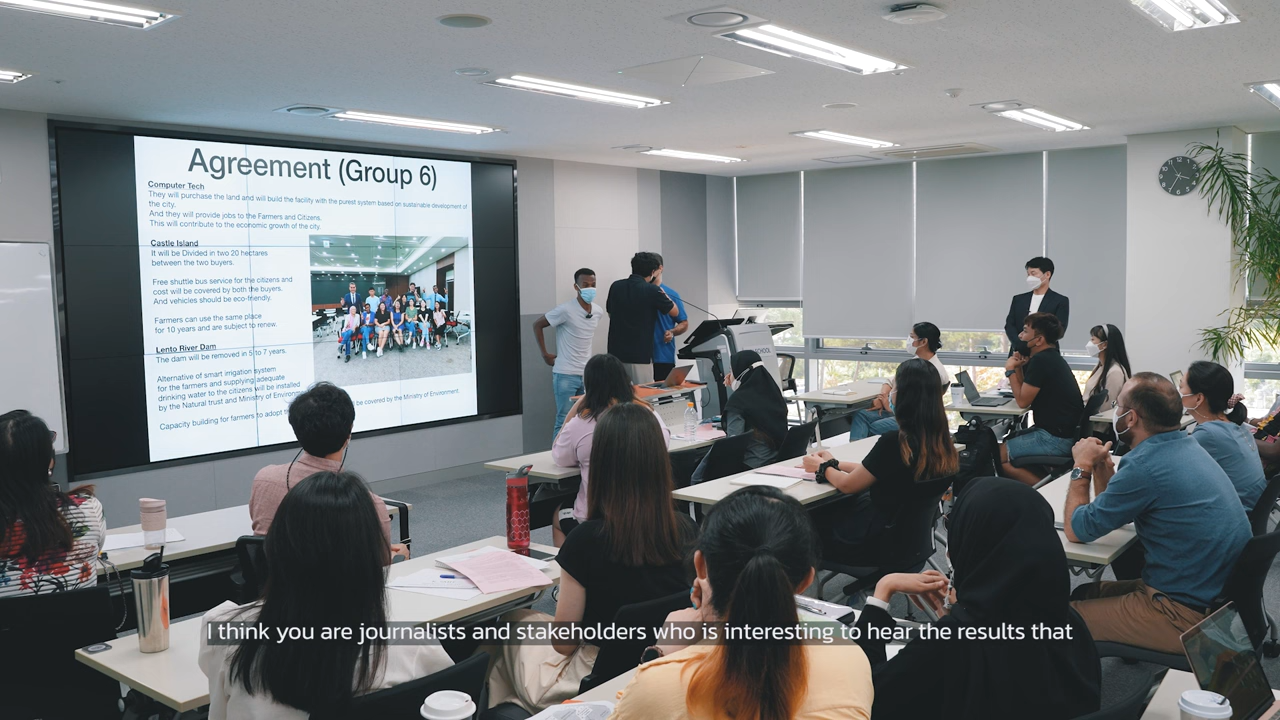 Agreement (Group 6)
Computer Tech
They will purchase the land and will build the facility with the purest system based on sustainable development of
the city.
And they will provide jobs to the Farmers and Citizens.
This will contribute to the economic growth of the city.
Castle Island
It will be Divided in two 20 hectares
between the two buyers.
Free shuttle bus service for the citizens and
cost will be covered by both the buyers.
And vehicles should be eco-friendly.
Farmers can use the same place
for 10 years and are subject to renew.
Lento River Dam
The dam will be removed in 5 to 7 years.
Alternative of smart irrigation system
for the farmers and supplying adequate
drinking water to the citizens will be installed
by the Natural trust and Ministry of
Capacity building for farmers to adopt be covered by the Ministry of Environment.
SCHOOL
I think you are journalists and stakeholders who is interesting to hear the results that